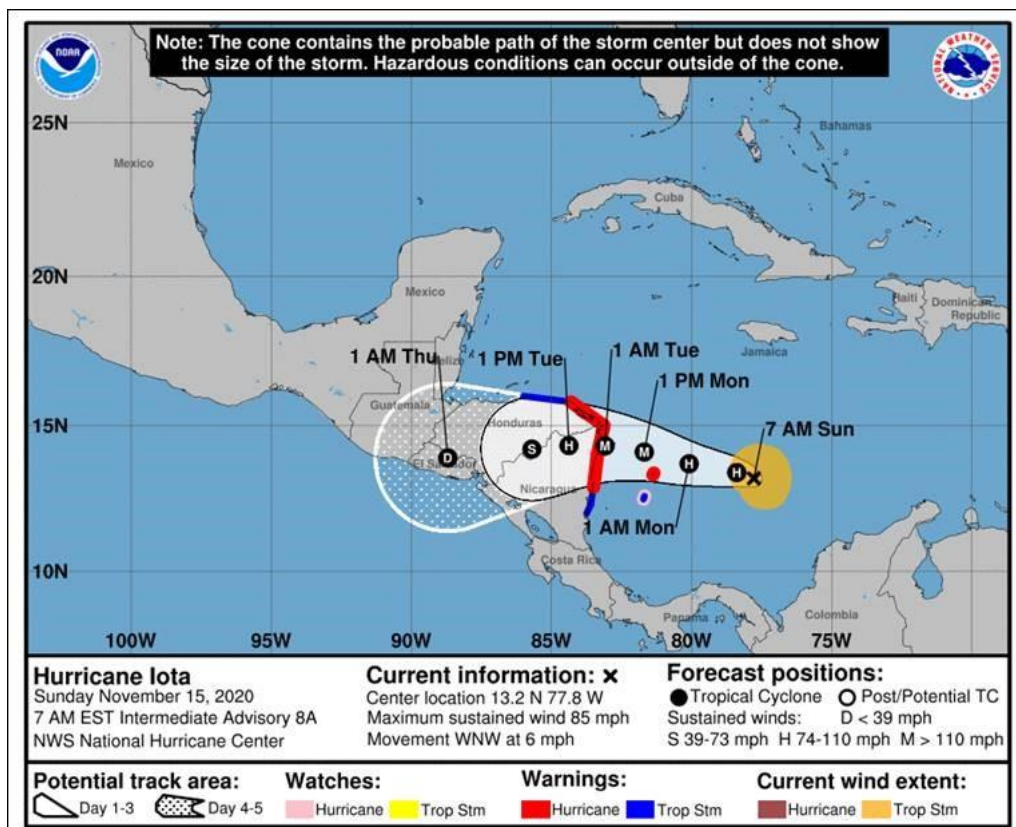 Note: The cone contains the probable path of the storm center but does not show
the size of the storm. Hazardous conditions can occur outside of the cone.
NOAA
NATIONAL WEATHER SERVICE
25N
20N
15N
10N
100W
95W
90W
85W
80W
75W
Mexico
Bahamas
Cuba
Mexico
Haiti
Dominican
Republic
Jamaica
Belize
Guatemala
Honduras
El Salvador
Nicaragua
Costa Rica
Panama
Colombia
1 AM Thu
1 PM Tue
1 AM Tue
1 PM Mon
7 AM Sun
1 AM Mon
D
S
H
M
M
H
H
Hurricane Iota
Sunday November 15, 2020
7 AM EST Intermediate Advisory 8A
NWS National Hurricane Center
Current information: ✖
Center location 13.2 N 77.8 W
Maximum sustained wind 85 mph
Movement WNW at 6 mph
Forecast positions:
Tropical Cyclone Post/Potential TC
Sustained winds: D < 39 mph
S 39-73 mph H 74-110 mph M > 110 mph
Potential track area:
Day 1-3 Day 4-5
Watches:
Hurricane Trop Stm
Warnings:
Hurricane Trop Stm
Current wind extent:
Hurricane Trop Stm